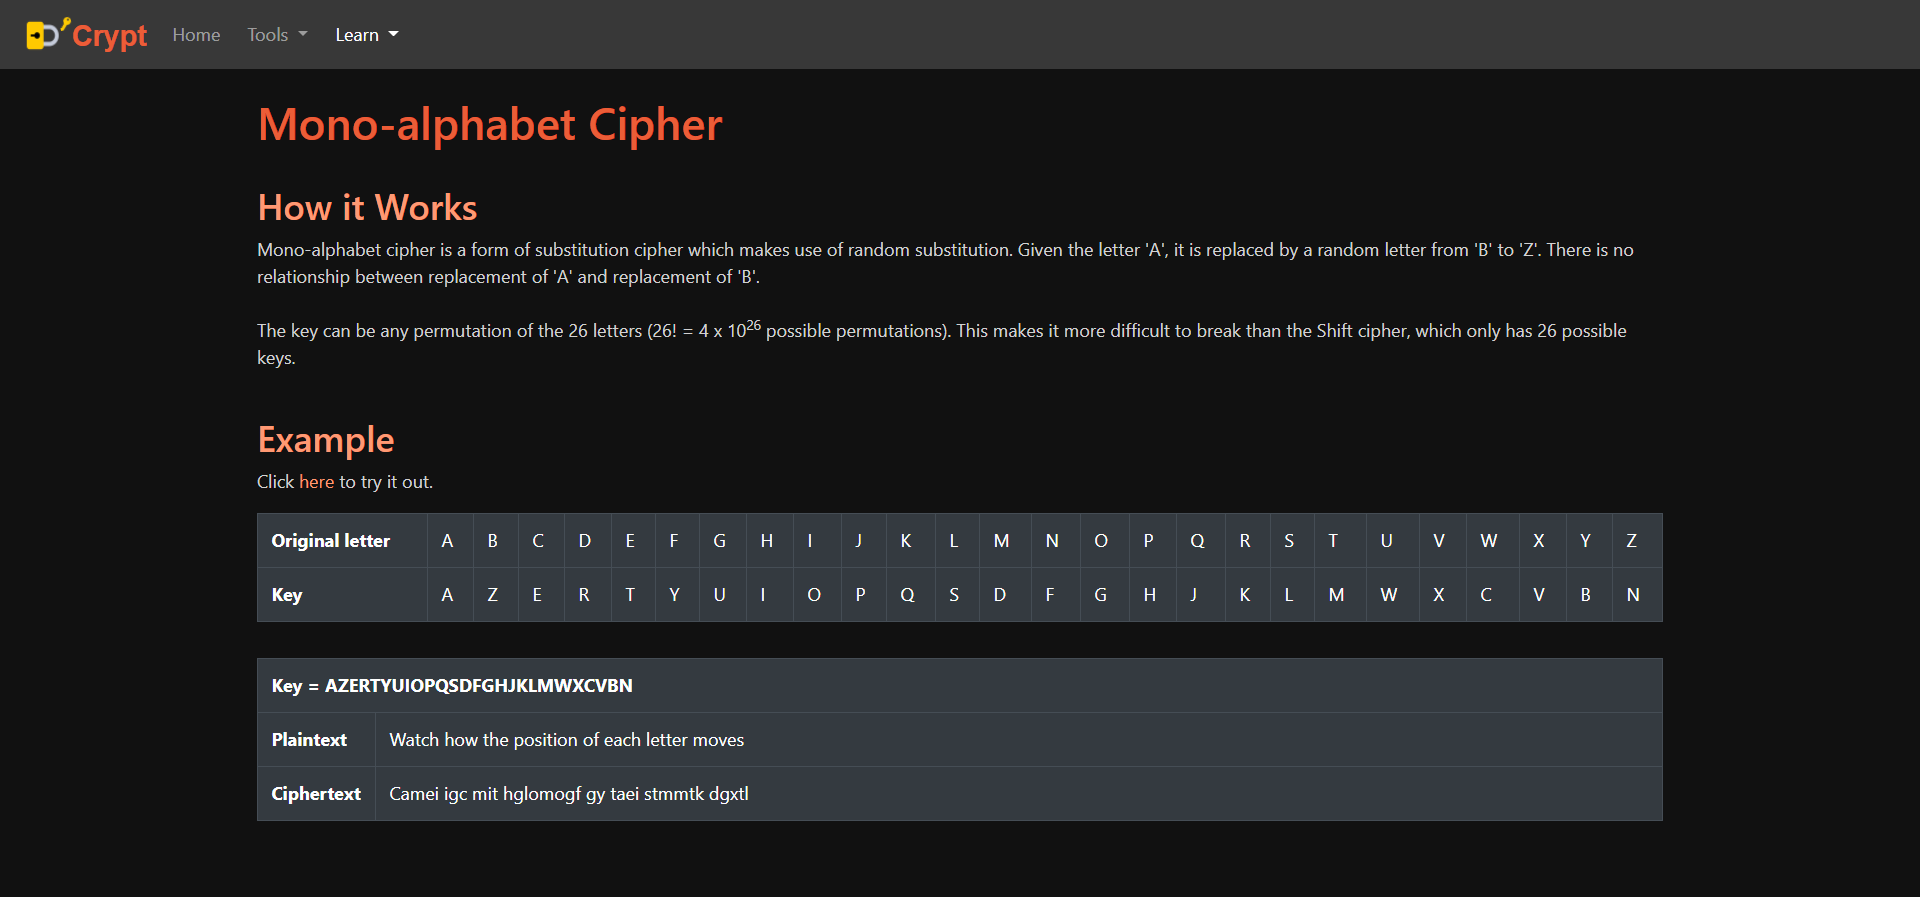 D'Crypt Home Tools Learn
Mono-alphabet Cipher
How it Works
Mono-alphabet cipher is a form of substitution cipher which makes use of random substitution. Given the letter 'A', it is replaced by a random letter from 'B' to 'Z'. There is no
relationship between replacement of 'A' and replacement of 'B'.
The key can be any permutation of the 26 letters (26! = 4 x 10²⁶ possible permutations). This makes it more difficult to break than the Shift cipher, which only has 26 possible
keys.
Example
Click here to try it out.
Original letter A B C D E F G H I J K L M N O P Q R S T U V W X Y Z
Key A Z E R T Y U I O P Q S D F G H J K L M W X C V B N
Key = AZERTYUIOPQSDFGHJKLMWXCVBN
Plaintext Watch how the position of each letter moves
Ciphertext Camei igc mit hglomogf gy taei stmmtk dgxtl